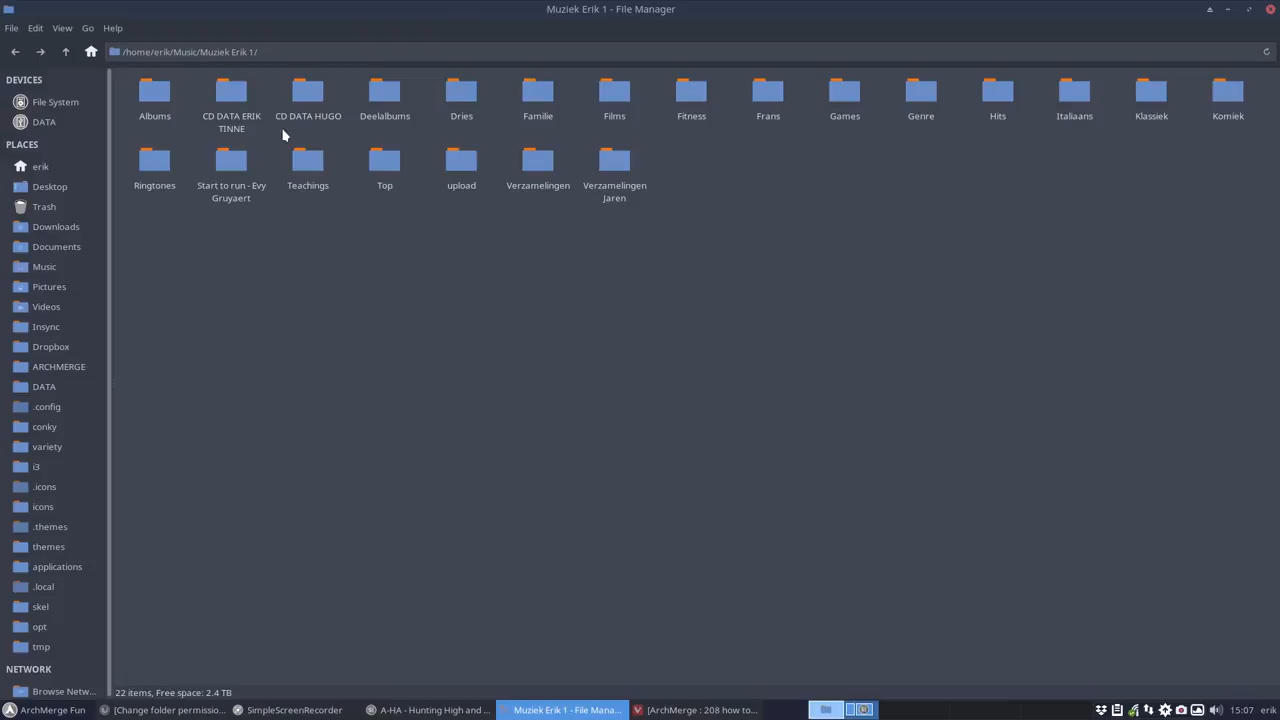 Muziek Erik 1 - File Manager
File Edit View Go Help
/home/erik/Music/Muziek Erik 1/
DEVICES
File System
DATA
PLACES
erik
Desktop
Trash
Downloads
Documents
Music
Pictures
Videos
Insync
Dropbox
ARCHMERGE
DATA
.config
conky
variety
i3
.icons
icons
.themes
themes
applications
.local
skel
opt
tmp
NETWORK
Browse Netw...
Albums
CD DATA ERIK
TINNE
CD DATA HUGO
Deelalbums
Dries
Familie
Films
Fitness
Frans
Games
Genre
Hits
Italiaans
Klassiek
Komiek
Ringtones
Start to run - Evy
Gruyaert
Teachings
Top
upload
Verzamelingen
Verzamelingen
Jaren
22 items, Free space: 2.4 TB
ArchMerge Fun
[Change folder permissio...
SimpleScreenRecorder
A-HA - Hunting High and ...
Muziek Erik 1 - File Mana...
[ArchMerge : 208 how to...
15:07 erik